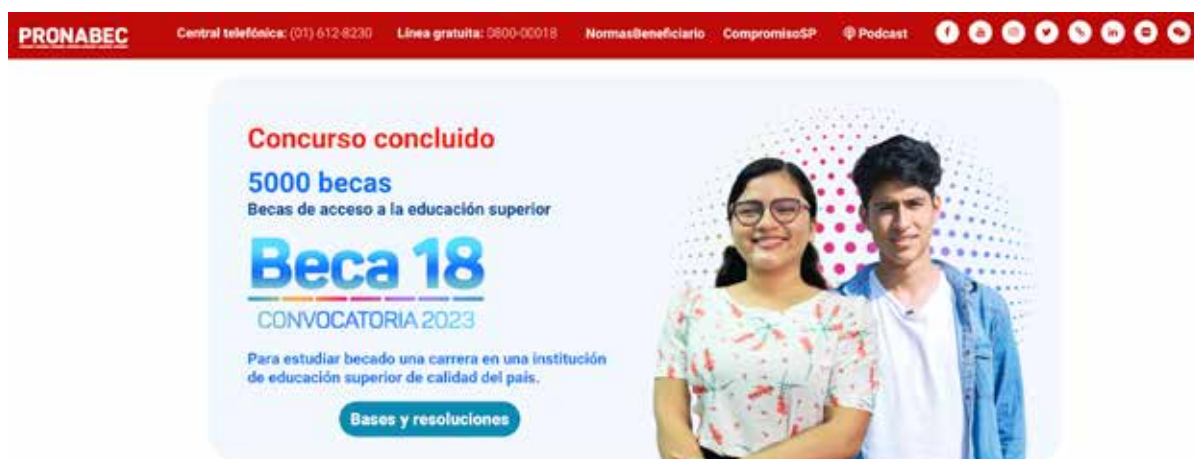 PRONABEC Central telefónica: (01) 612-8230 Línea gratuita: 0800-00018 NormasBeneficiario CompromisoSP Podcast
Concurso concluido
5000 becas
Becas de acceso a la educación superior
Beca 18
CONVOCATORIA 2023
Para estudiar becado una carrera en una institución
de educación superior de calidad del país.
Bases y resoluciones